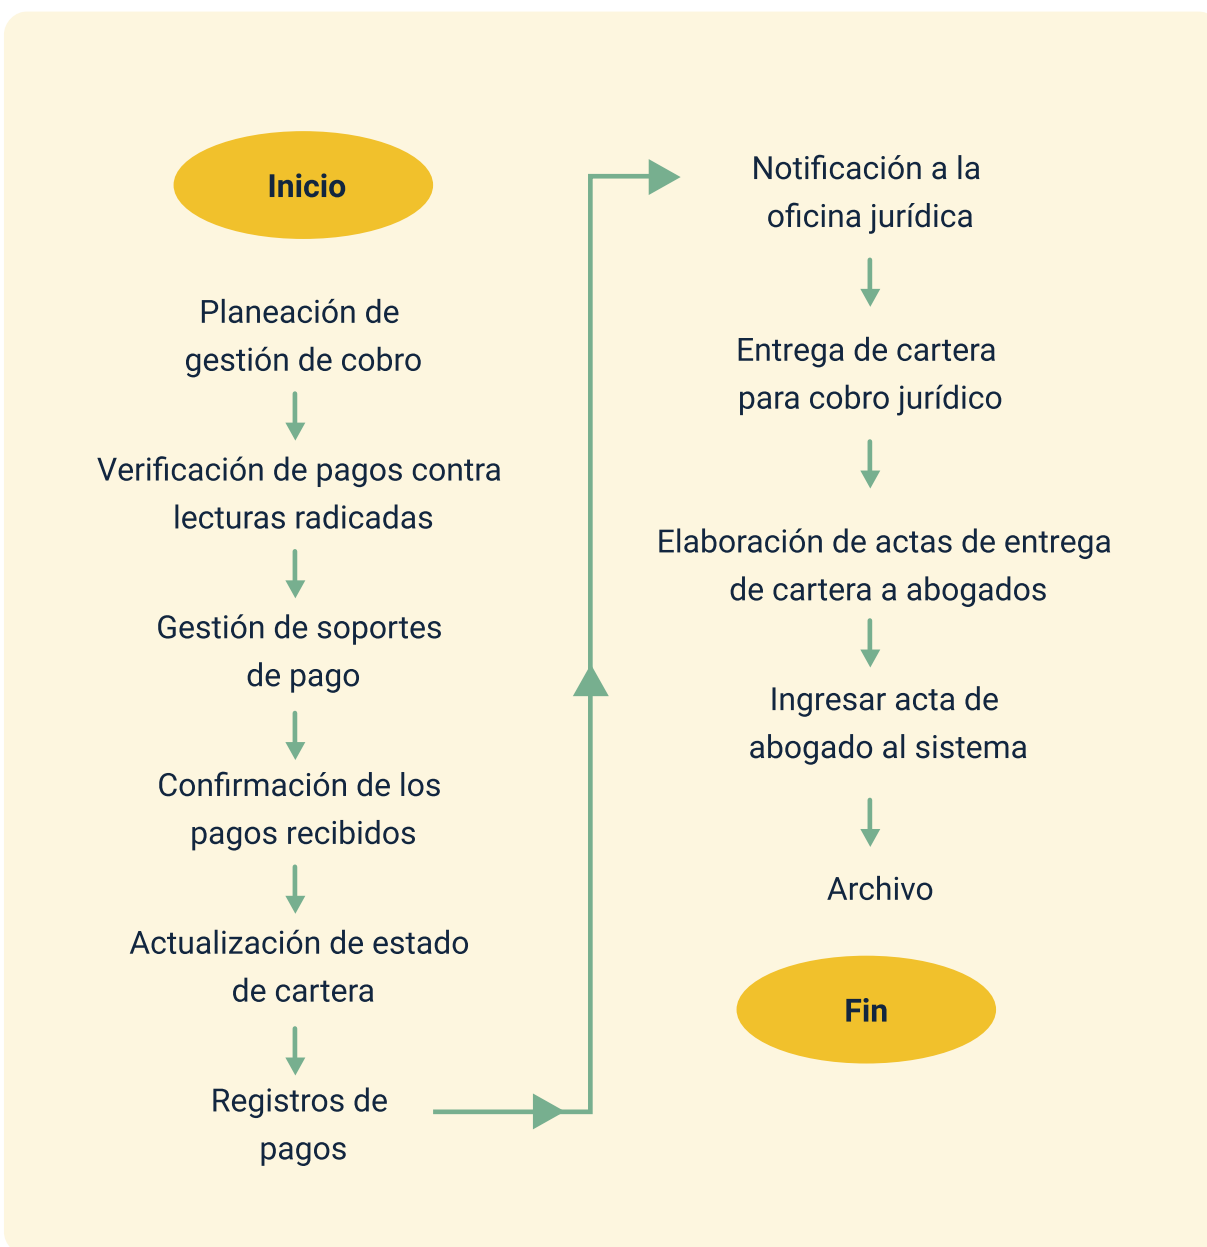 Inicio
Planeación de
gestión de cobro
Verificación de pagos contra
lecturas radicadas
Gestión de soportes
de pago
Confirmación de los
pagos recibidos
Actualización de estado
de cartera
Registros de
pagos
Notificación a la
oficina jurídica
Entrega de cartera
para cobro jurídico
Elaboración de actas de entrega
de cartera a abogados
Ingresar acta de
abogado al sistema
Archivo
Fin